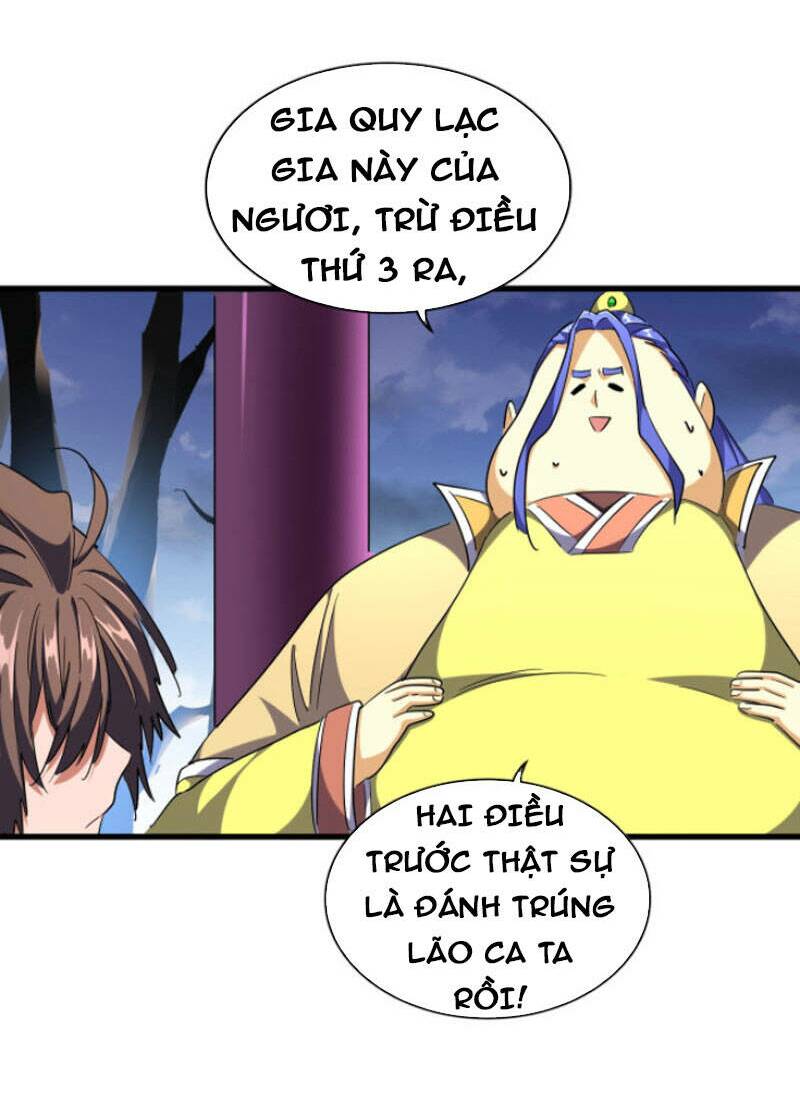 GIA QUY LẠC
GIA NÀY CỦA
NGƯƠI, TRỪ ĐIỀU
THỨ 3 RA,
HAI ĐIỀU
TRƯỚC THẬT SỰ
LÀ ĐÁNH TRÚNG
LÃO CA TA
RỒI!